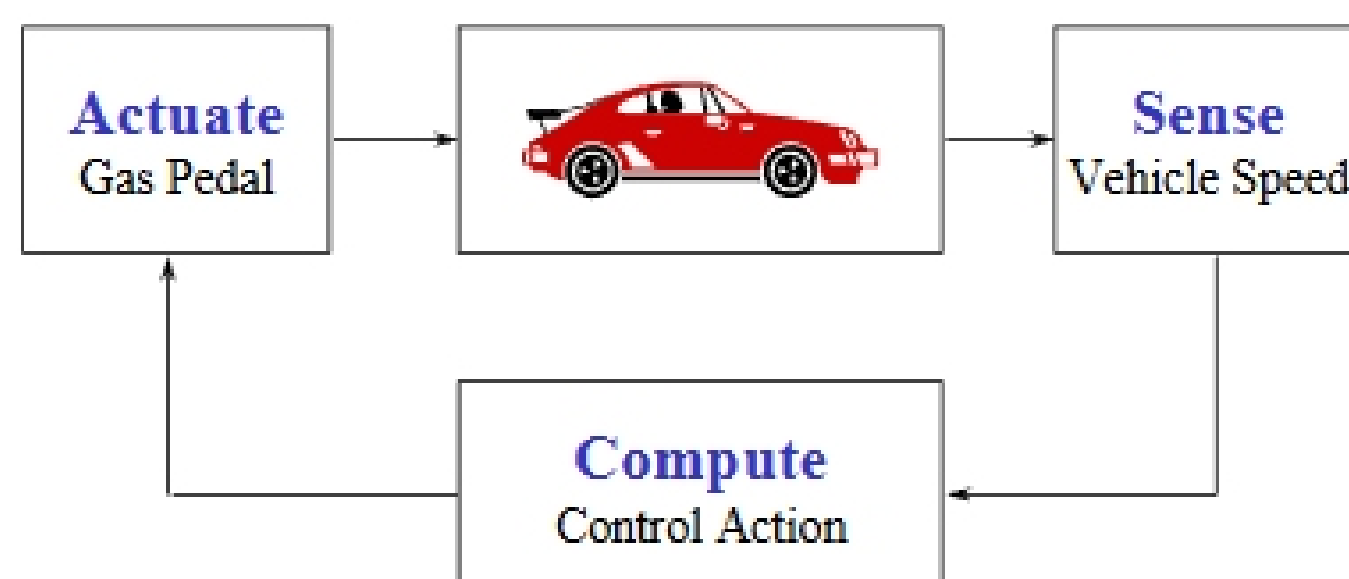 Actuate
Gas Pedal
Sense
Vehicle Speed
Compute
Control Action